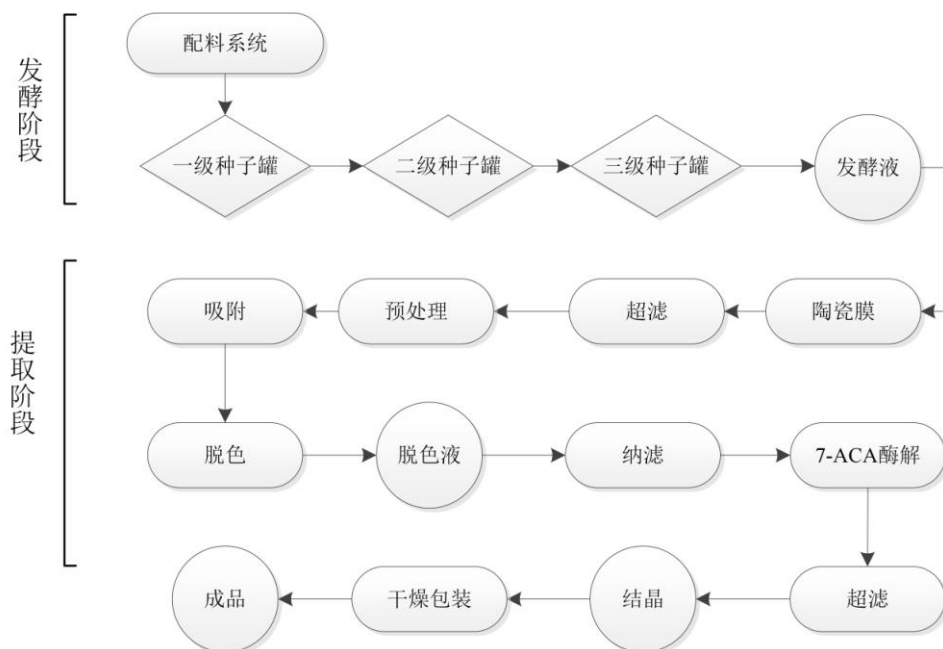 发酵阶段
配料系统
一级种子罐
二级种子罐
三级种子罐
发酵液
提取阶段
吸附
预处理
超滤
陶瓷膜
脱色
脱色液
纳滤
7-ACA酶解
成品
干燥包装
结晶
超滤